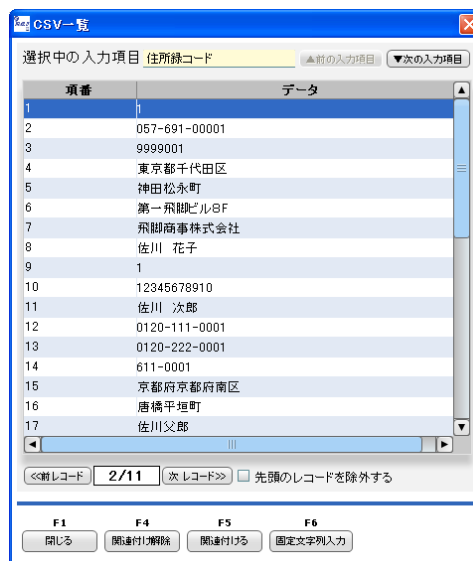 CSV一覧
選択中の入力項目 住所録コード ▲前の入力項目 ▼次の入力項目
項番 データ
1 1
2 057-691-00001
3 9999001
4 東京都千代田区
5 神田松永町
6 第一飛脚ビル8F
7 飛脚商事株式会社
8 佐川 花子
9 1
10 12345678910
11 佐川 次郎
12 0120-111-0001
13 0120-222-0001
14 611-0001
15 京都府京都府南区
16 唐橋平垣町
17 佐川父郎
<<前レコード 2/11 次レコード>> 先頭のレコードを除外する
F1 F4 F5 F6
閉じる 関連付け解除 関連付ける 固定文字列入力